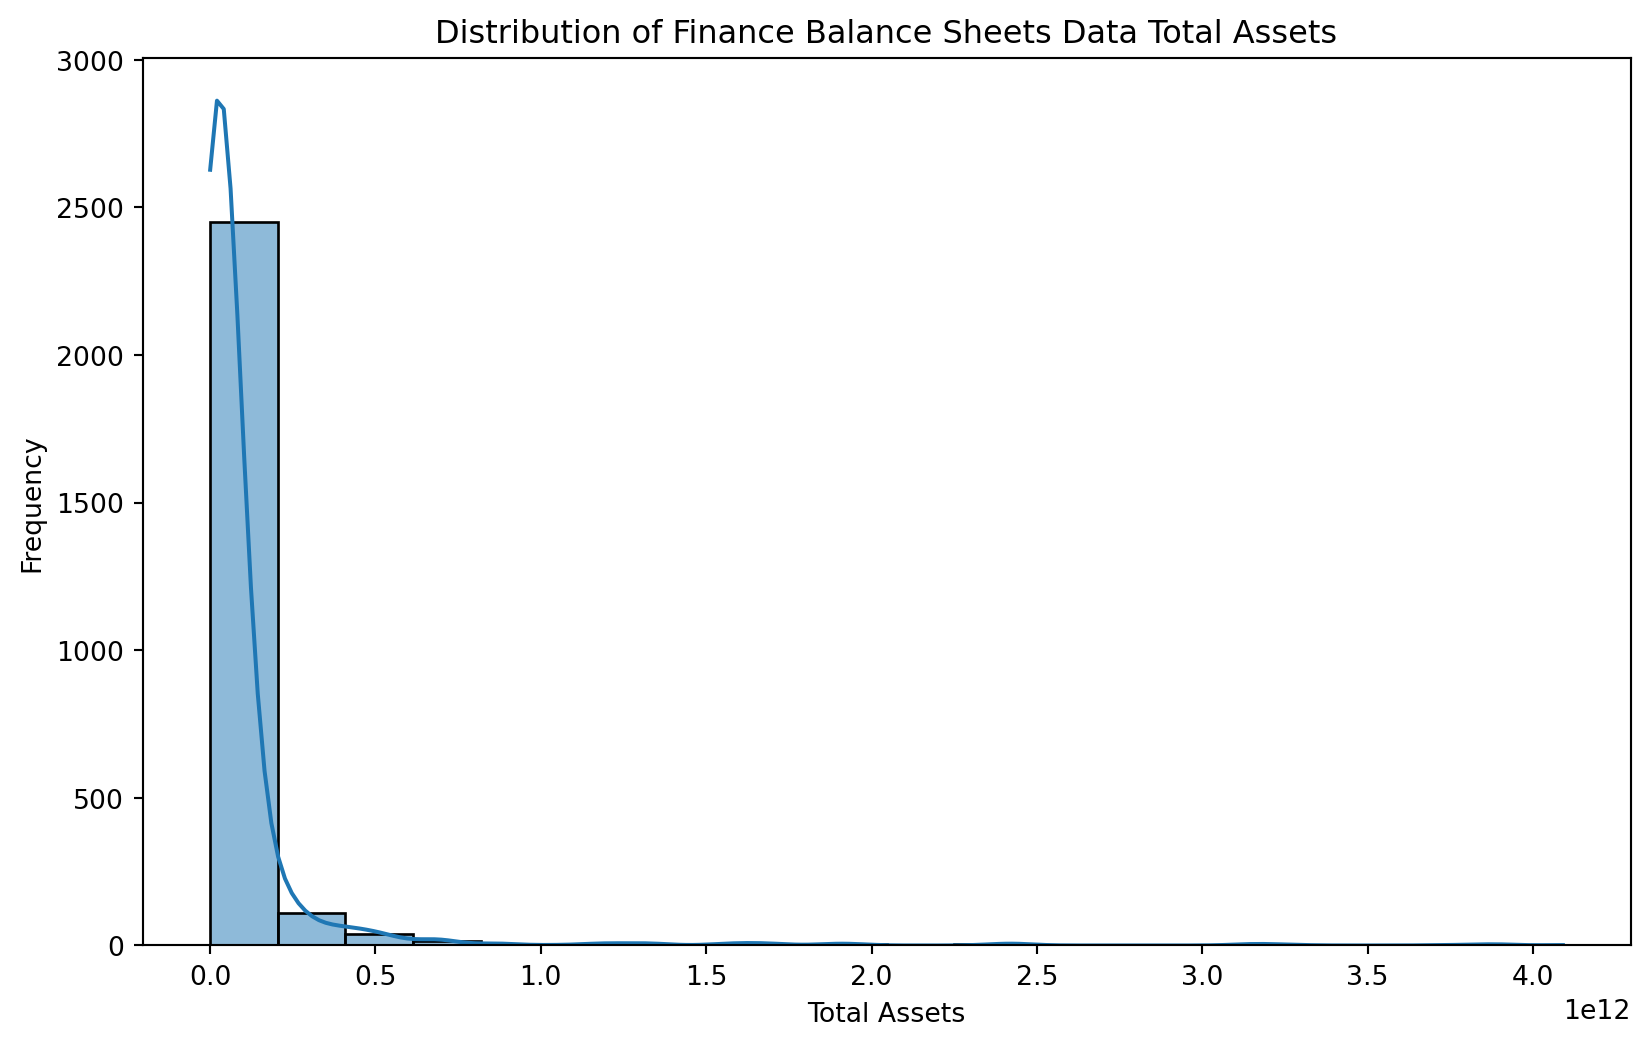 Distribution of Finance Balance Sheets Data Total Assets
3000
2500
2000
1500
1000
500
0
Frequency
0.0 0.5 1.0 1.5 2.0 2.5 3.0 3.5 4.0
1e12
Total Assets